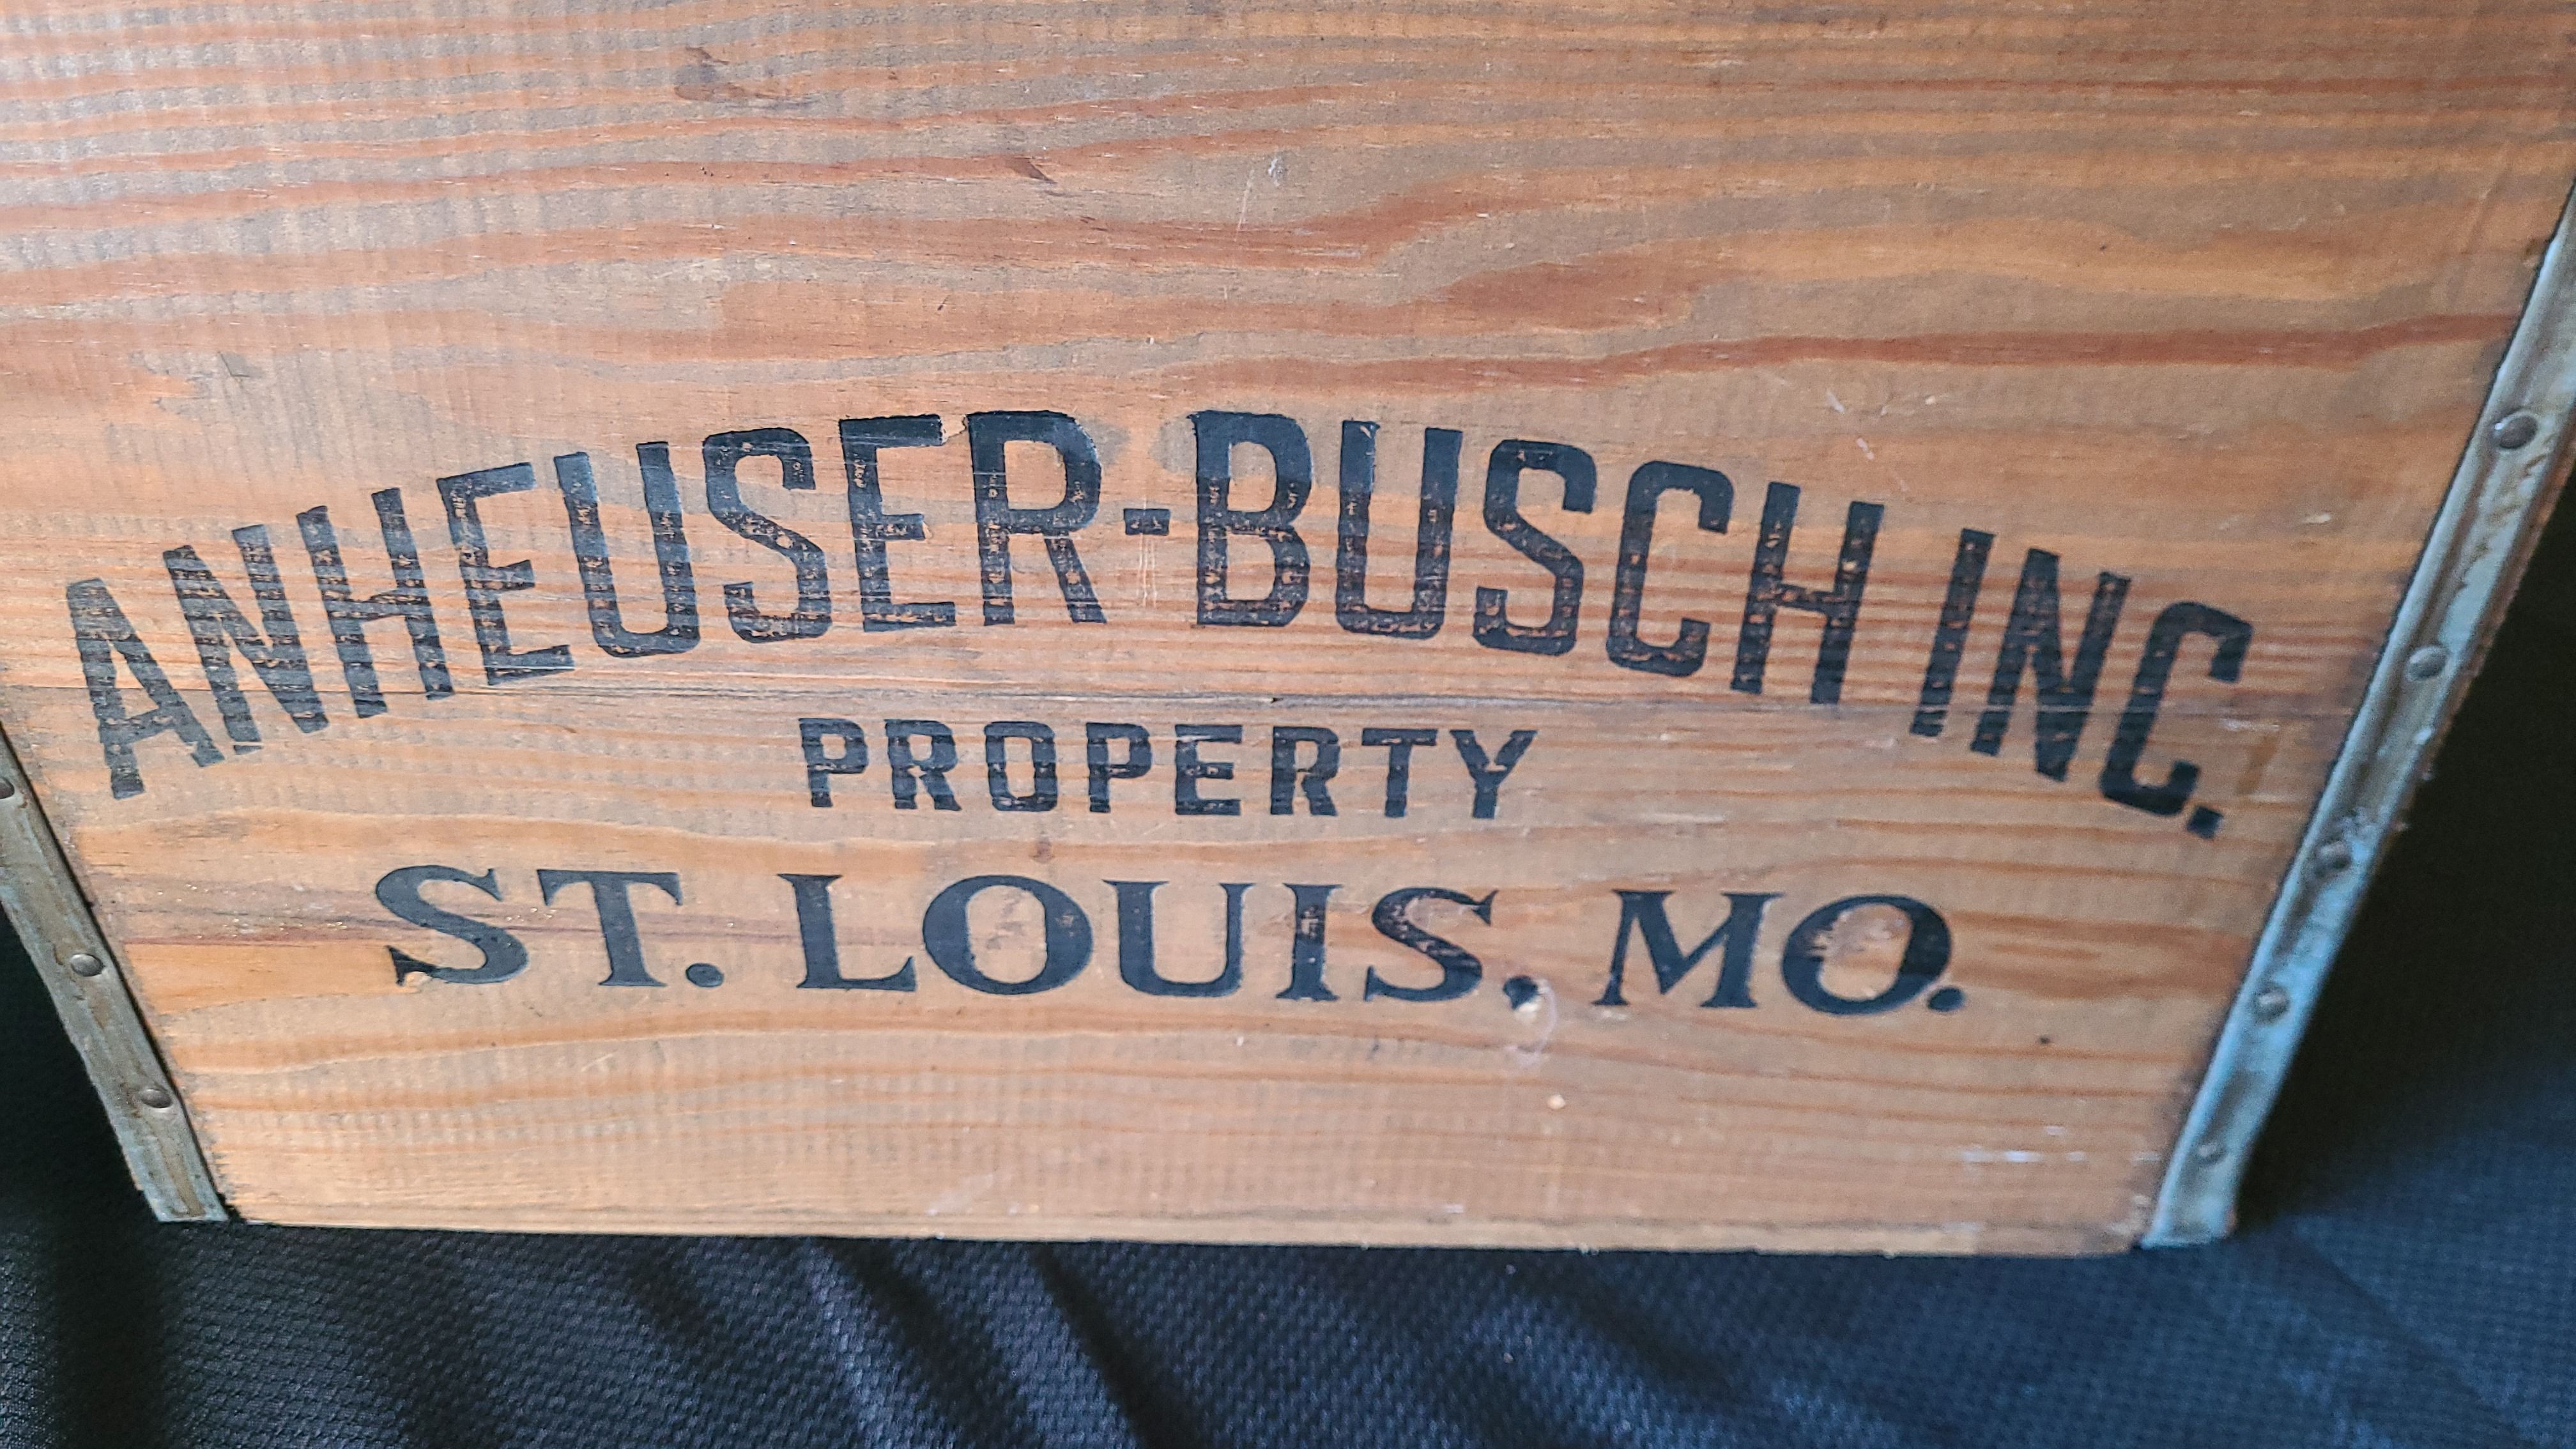 ANHEUSER-BUSCH INC.
PROPERTY
ST. LOUIS, MO.